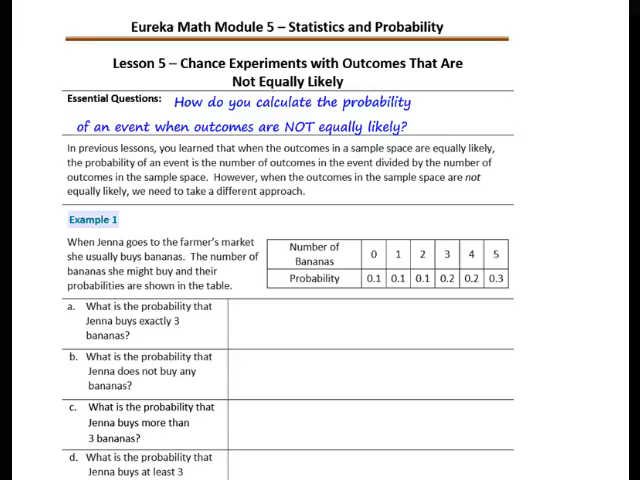 Eureka Math Module 5 – Statistics and Probability
Lesson 5 – Chance Experiments with Outcomes That Are
Not Equally Likely
Essential Questions: How do you calculate the probability
of an event when outcomes are NOT equally likely?
In previous lessons, you learned that when the outcomes in a sample space are equally likely,
the probability of an event is the number of outcomes in the event divided by the number of
outcomes in the sample space. However, when the outcomes in the sample space are not
equally likely, we need to take a different approach.
Example 1
When Jenna goes to the farmer's market
she usually buys bananas. The number of
bananas she might buy and their
probabilities are shown in the table.
Number of
Bananas 0 1 2 3 4 5
Probability 0.1 0.1 0.1 0.2 0.2 0.3
a. What is the probability that
Jenna buys exactly 3
bananas?
b. What is the probability that
Jenna does not buy any
bananas?
c. What is the probability that
Jenna buys more than
3 bananas?
d. What is the probability that
Jenna buys at least 3